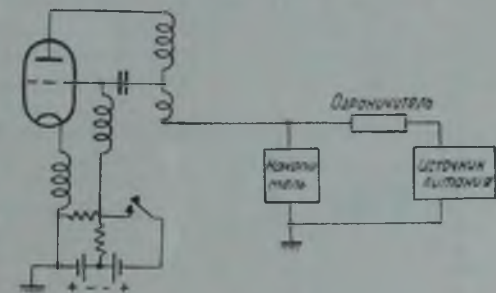 Ограничитель
Накопи
тель
источник
питания
+ - - +